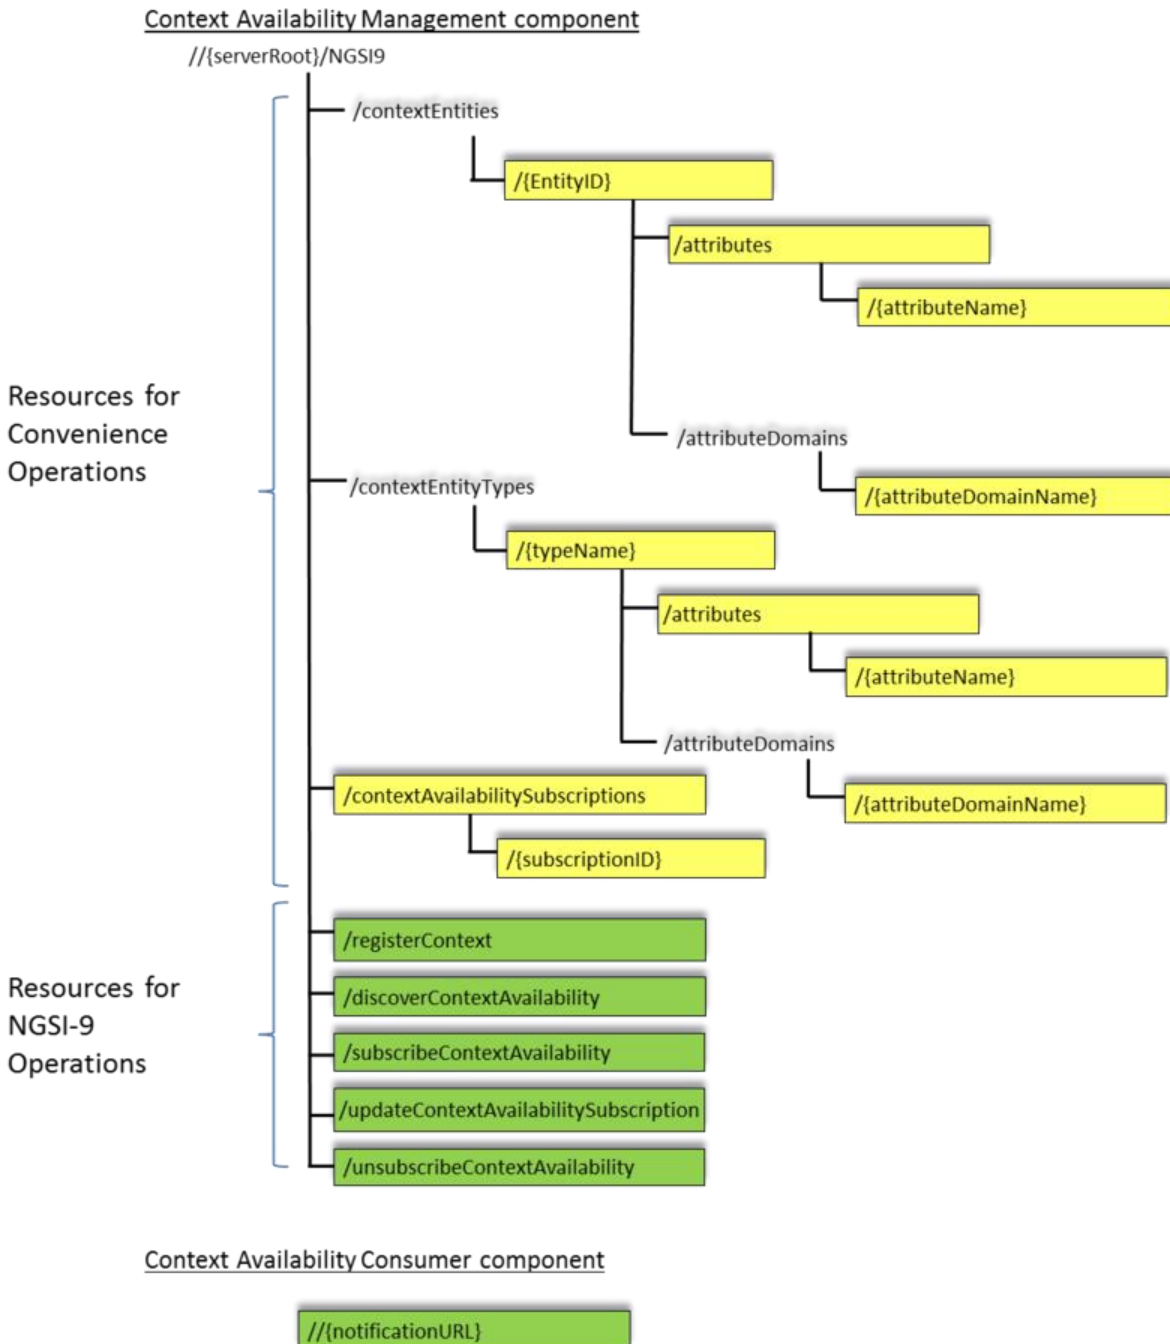 Context Availability Management component
//{serverRoot}/NGSI9
/contextEntities
/{EntityID}
/attributes
/{attributeName}
Resources for
Convenience
Operations
/attributeDomains
/{attributeDomainName}
/contextEntityTypes
/{typeName}
/attributes
/{attributeName}
/attributeDomains
/{attributeDomainName}
/contextAvailabilitySubscriptions
/{subscriptionID}
Resources for
NGSI-9
Operations
/registerContext
/discoverContextAvailability
/subscribeContextAvailability
/updateContextAvailabilitySubscription
/unsubscribeContextAvailability
Context Availability Consumer component
//{notificationURL}